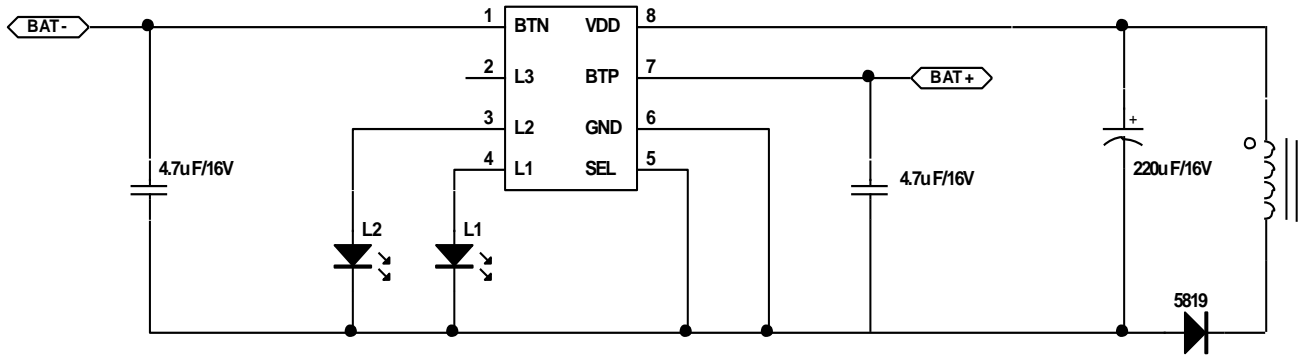 BAT-
1
BTN
VDD
8
2
L3
BTP
7
BAT+
3
L2
GND
6
4
L1
SEL
5
+
4.7uF/16V
4.7uF/16V
220uF/16V
L2
L1
5819